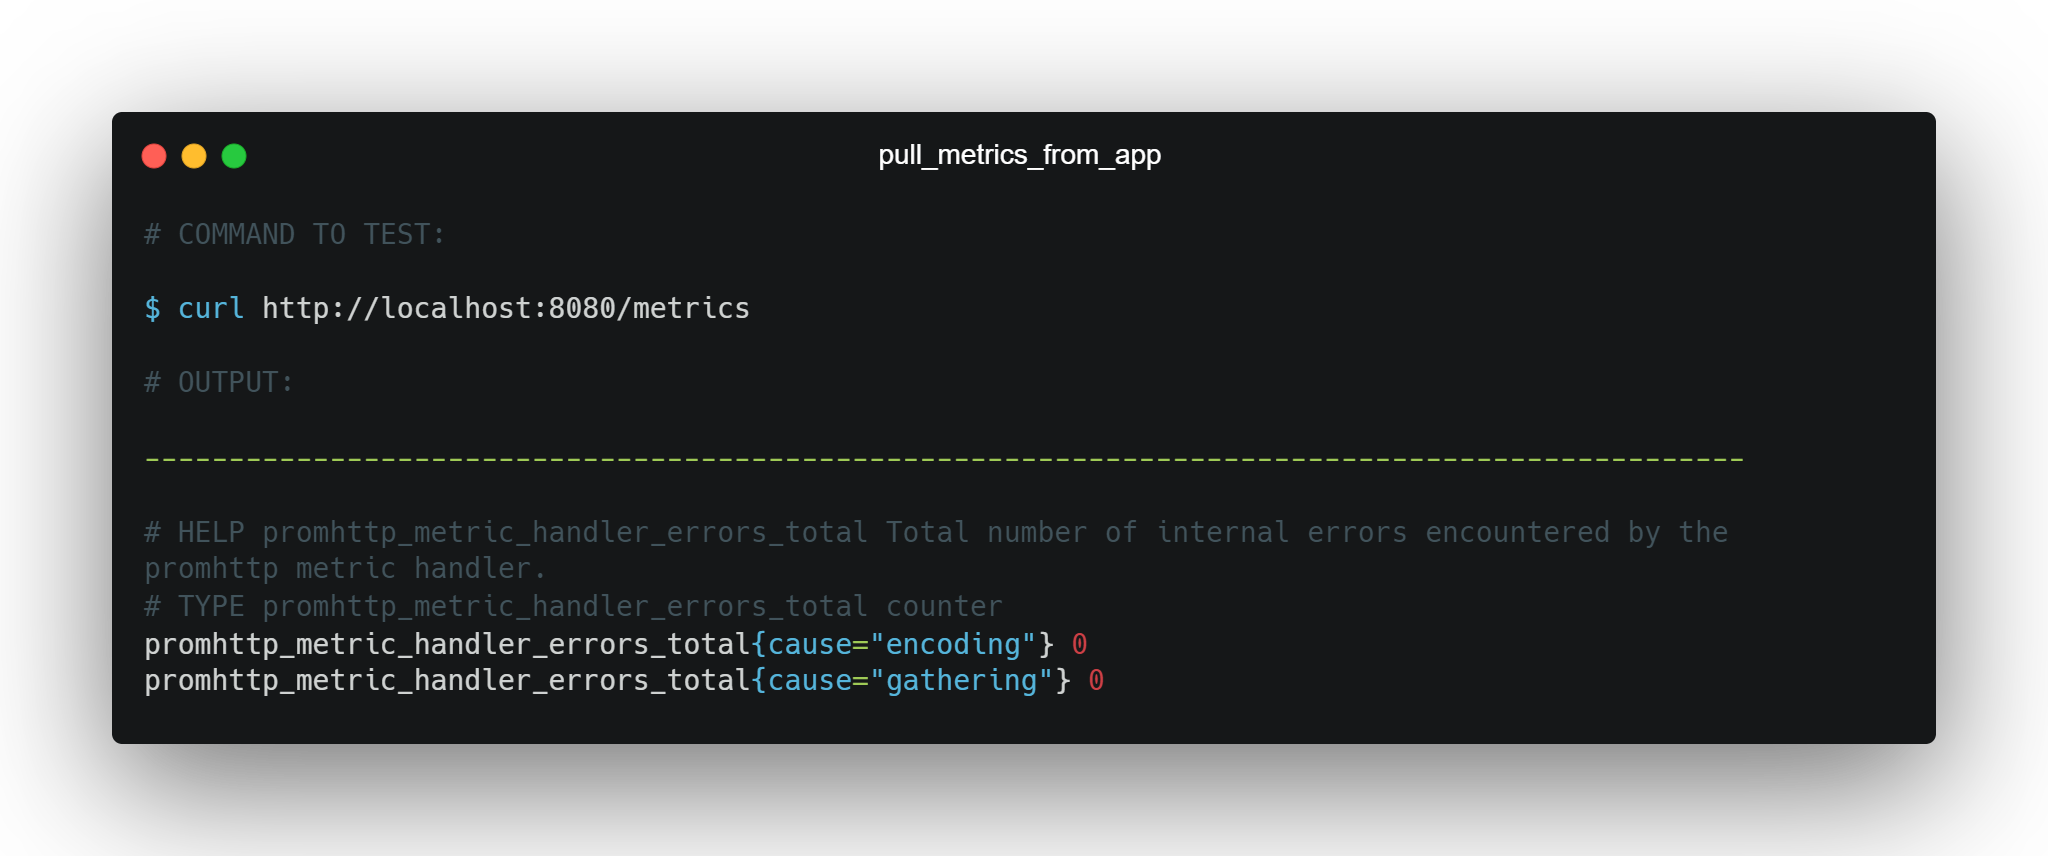 pull_metrics_from_app
# COMMAND TO TEST:
$ curl http://localhost:8080/metrics
# OUTPUT:
-----------------------------------------------------------------------------------------------
# HELP promhttp_metric_handler_errors_total Total number of internal errors encountered by the
promhttp metric handler.
# TYPE promhttp_metric_handler_errors_total counter
promhttp_metric_handler_errors_total{cause="encoding"} 0
promhttp_metric_handler_errors_total{cause="gathering"} 0